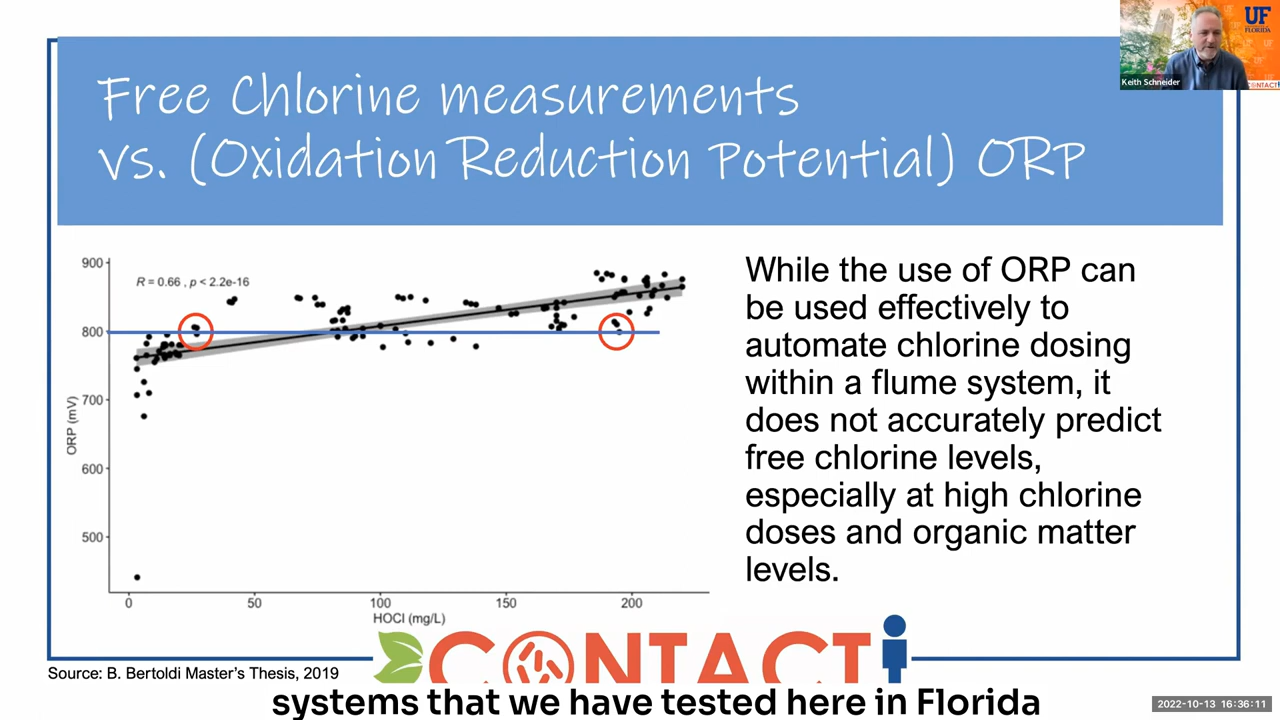 UF
UNIVERSITY of FLORIDA
Keith Schneider
Free Chlorine measurements
vs. (Oxidation Reduction Potential) ORP
R = 0.66 , p < 2.2e-16
900
800
700
600
500
ORP (mV)
0 50 100 150 200
HOCl (mg/L)
While the use of ORP can
be used effectively to
automate chlorine dosing
within a flume system, it
does not accurately predict
free chlorine levels,
especially at high chlorine
doses and organic matter
levels.
CONTACT
Source: B. Bertoldi Master's Thesis, 2019
systems that we have tested here in Florida
2022-10-13 16:36:11